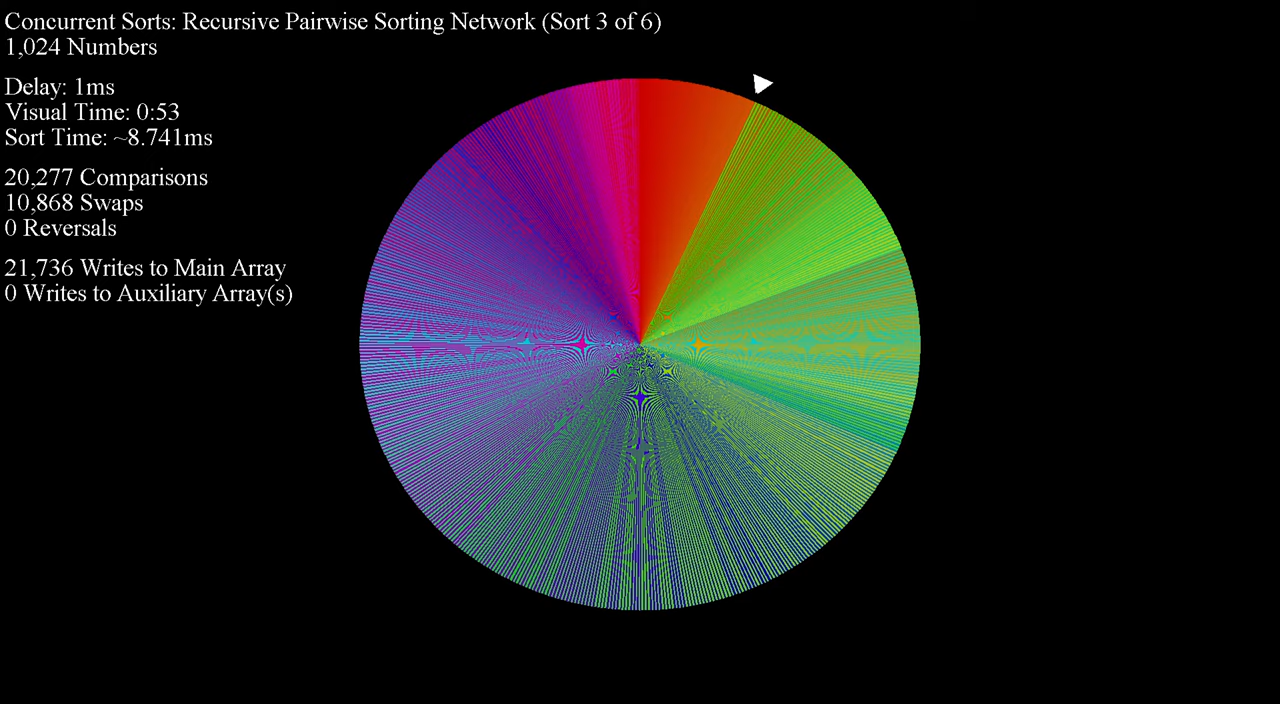 Concurrent Sorts: Recursive Pairwise Sorting Network (Sort 3 of 6)
1,024 Numbers
Delay: 1ms
Visual Time: 0:53
Sort Time: ~8.741ms
20,277 Comparisons
10,868 Swaps
0 Reversals
21,736 Writes to Main Array
0 Writes to Auxiliary Array(s)